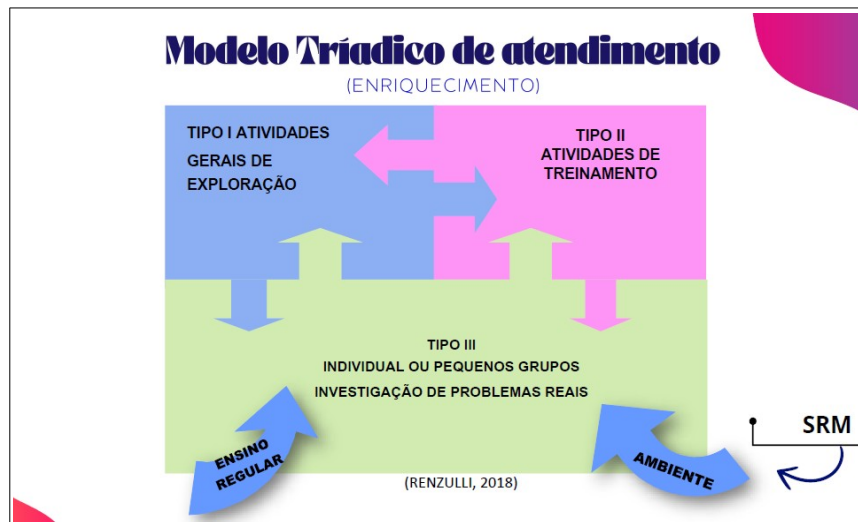 Modelo Tríadico de atendimento
(ENRIQUECIMENTO)
TIPO I ATIVIDADES
GERAIS DE
EXPLORAÇÃO
TIPO II
ATIVIDADES DE
TREINAMENTO
TIPO III
INDIVIDUAL OU PEQUENOS GRUPOS
INVESTIGAÇÃO DE PROBLEMAS REAIS
ENSINO
REGULAR
AMBIENTE
SRM
(RENZULLI, 2018)